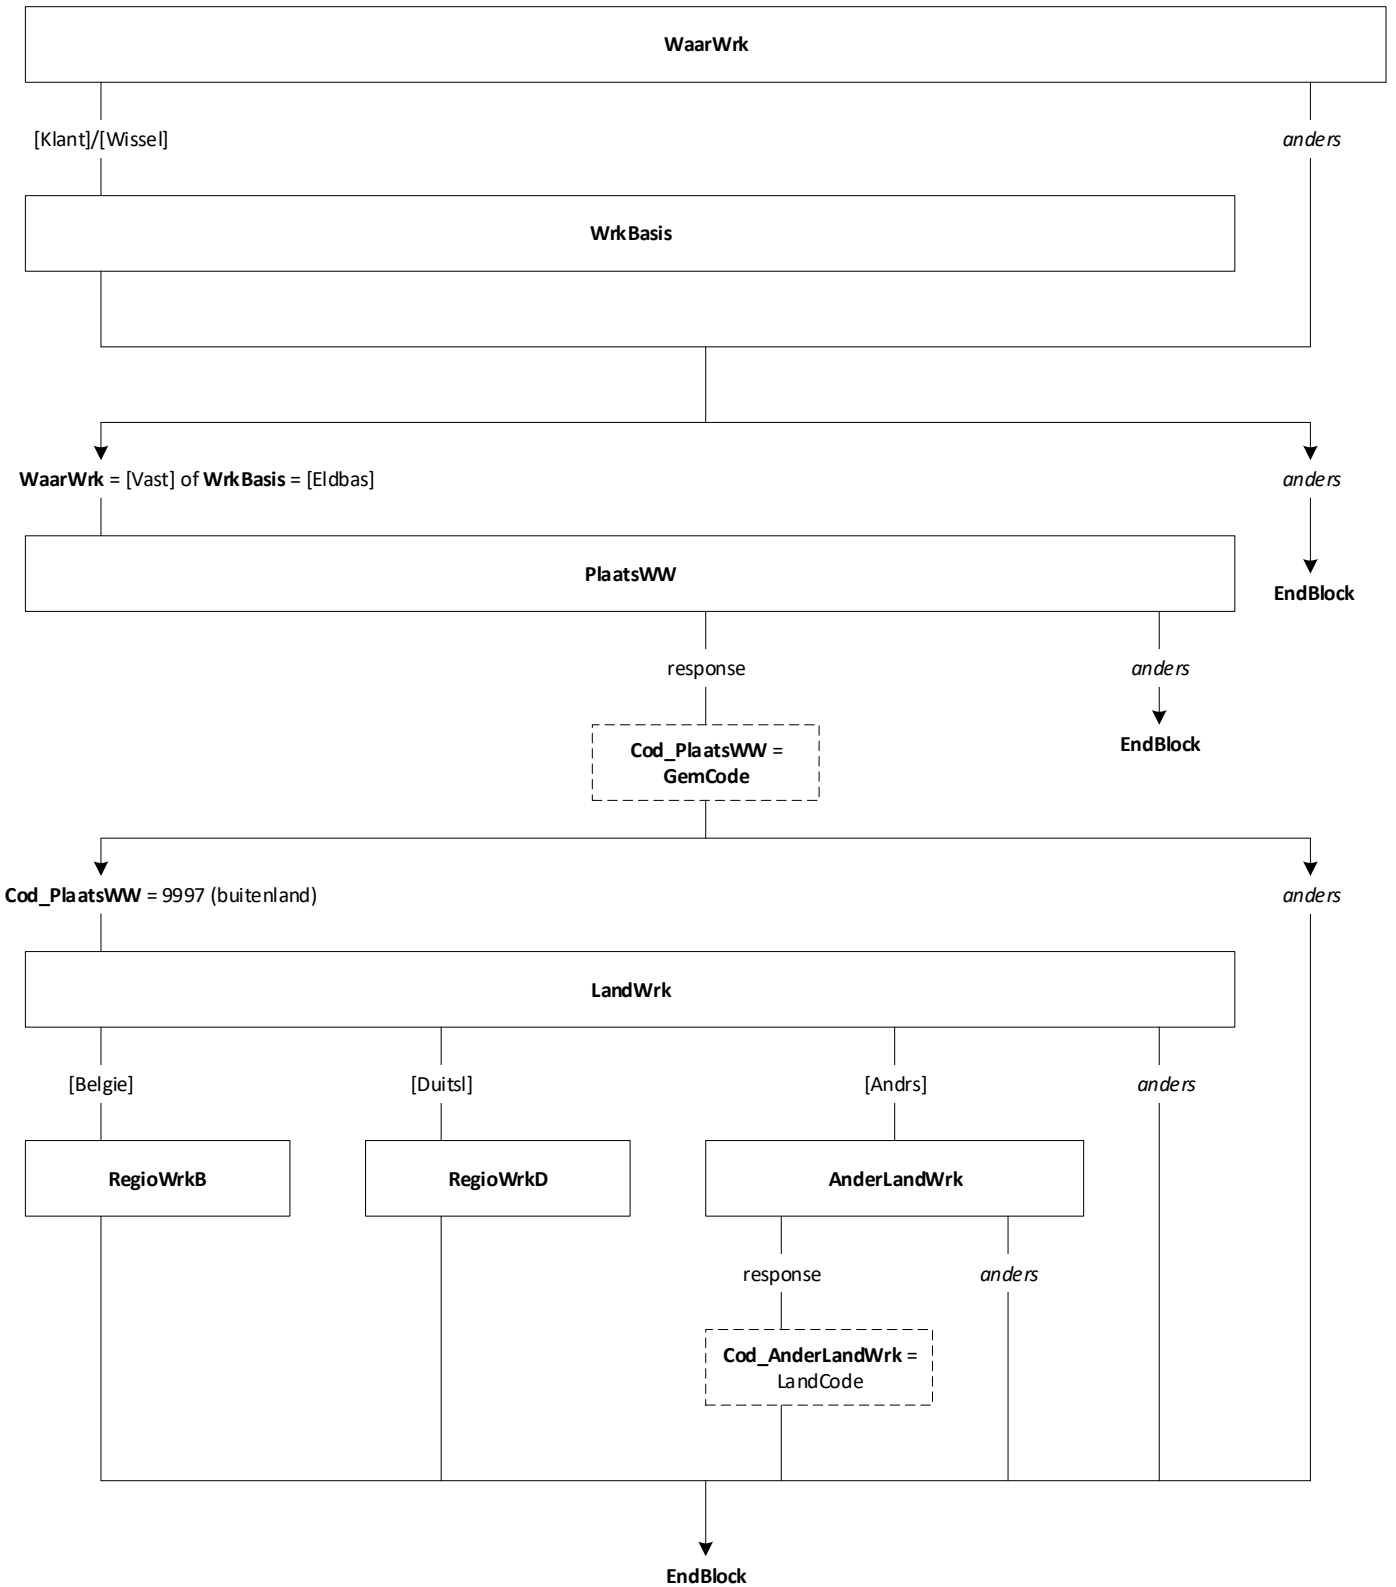 WaarWrk
[Klant]/[Wissel]
anders
WrkBasis
WaarWrk = [Vast] of WrkBasis = [Eldbas]
anders
PlaatsWW
EndBlock
response
anders
Cod_PlaatsWW =
GemCode
EndBlock
Cod_PlaatsWW = 9997 (buitenland)
anders
LandWrk
[Belgie]
[Duitsl]
[Andrs]
anders
RegioWrkB
RegioWrkD
AnderLandWrk
response
anders
Cod_AnderLandWrk =
LandCode
EndBlock